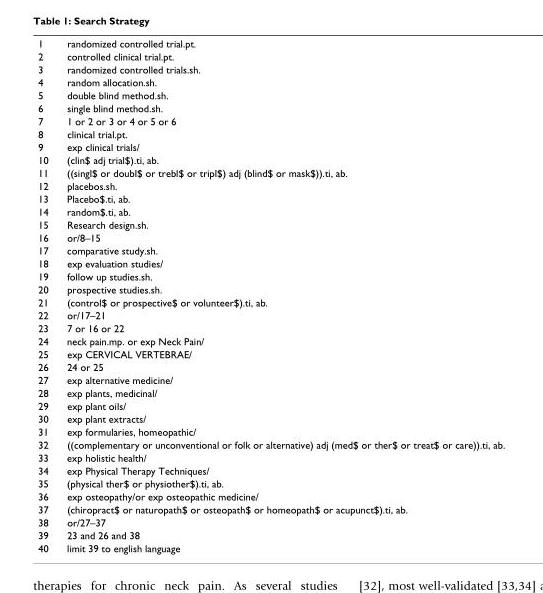 Table 1: Search Strategy
1 randomized controlled trial.pt.
2 controlled clinical trial.pt.
3 randomized controlled trials.sh.
4 random allocation.sh.
5 double blind method.sh.
6 single blind method.sh.
7 1 or 2 or 3 or 4 or 5 or 6
8 clinical trial.pt.
9 exp clinical trials/
10 (clin$ adj trial$).ti, ab.
11 ((singl$ or doubl$ or trebl$ or tripl$) adj (blind$ or mask$)).ti, ab.
12 placebos.sh.
13 Placebo$.ti, ab.
14 random$.ti, ab.
15 Research design.sh.
16 or/8–15
17 comparative study.sh.
18 exp evaluation studies/
19 follow up studies.sh.
20 prospective studies.sh.
21 (control$ or prospective$ or volunteer$).ti, ab.
22 or/17–21
23 7 or 16 or 22
24 neck pain.mp. or exp Neck Pain/
25 exp CERVICAL VERTEBRAE/
26 24 or 25
27 exp alternative medicine/
28 exp plants, medicinal/
29 exp plant oils/
30 exp plant extracts/
31 exp formularies, homeopathic/
32 ((complementary or unconventional or folk or alternative) adj (med$ or ther$ or treat$ or care)).ti, ab.
33 exp holistic health/
34 exp Physical Therapy Techniques/
35 (physical ther$ or physiother$).ti, ab.
36 exp osteopathy/or exp osteopathic medicine/
37 (chiropract$ or naturopath$ or osteopath$ or homeopath$ or acupunct$).ti, ab.
38 or/27–37
39 23 and 26 and 38
40 limit 39 to english language
therapies for chronic neck pain. As several studies
[32], most well-validated [33,34] a